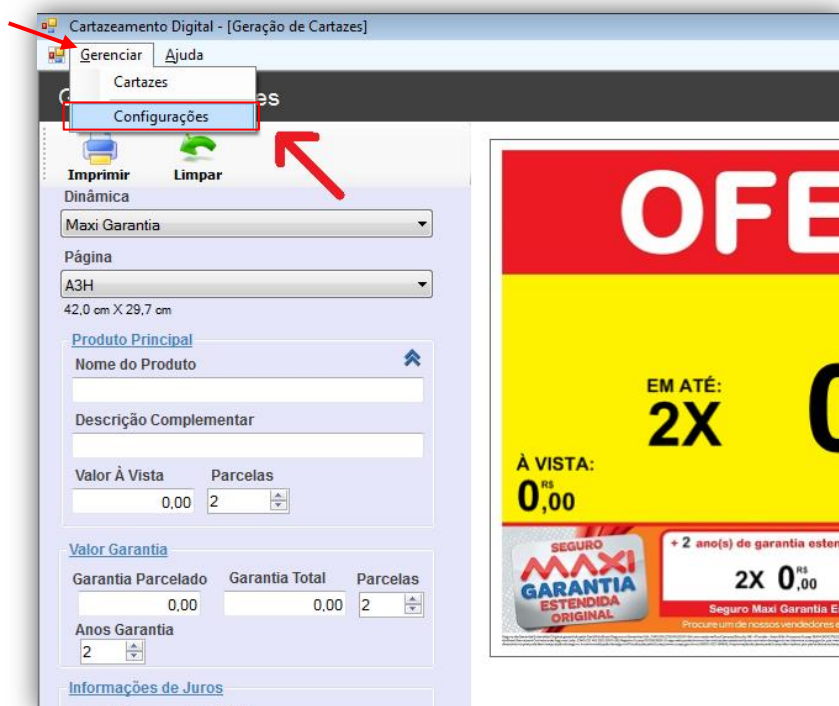 Cartazeamento Digital - [Geração de Cartazes]
Gerenciar Ajuda
Cartazes
es
Configurações
Imprimir Limpar
Dinâmica
Maxi Garantia
Página
A3H
42,0 cm X 29,7 cm
Produto Principal
Nome do Produto
Descrição Complementar
Valor À Vista Parcelas
0,00 2
Valor Garantia
Garantia Parcelado Garantia Total Parcelas
0,00 0,00 2
Anos Garantia
2
Informações de Juros
OFE
EM ATÉ:
2X 0
À VISTA:
R$
0,00
SEGURO
MAXI
GARANTIA
ESTENDIDA
ORIGINAL
+ 2 ano(s) de garantia esten
R$
2X 0,00
Seguro Maxi Garantia E
Procure um de nossos vendedores e